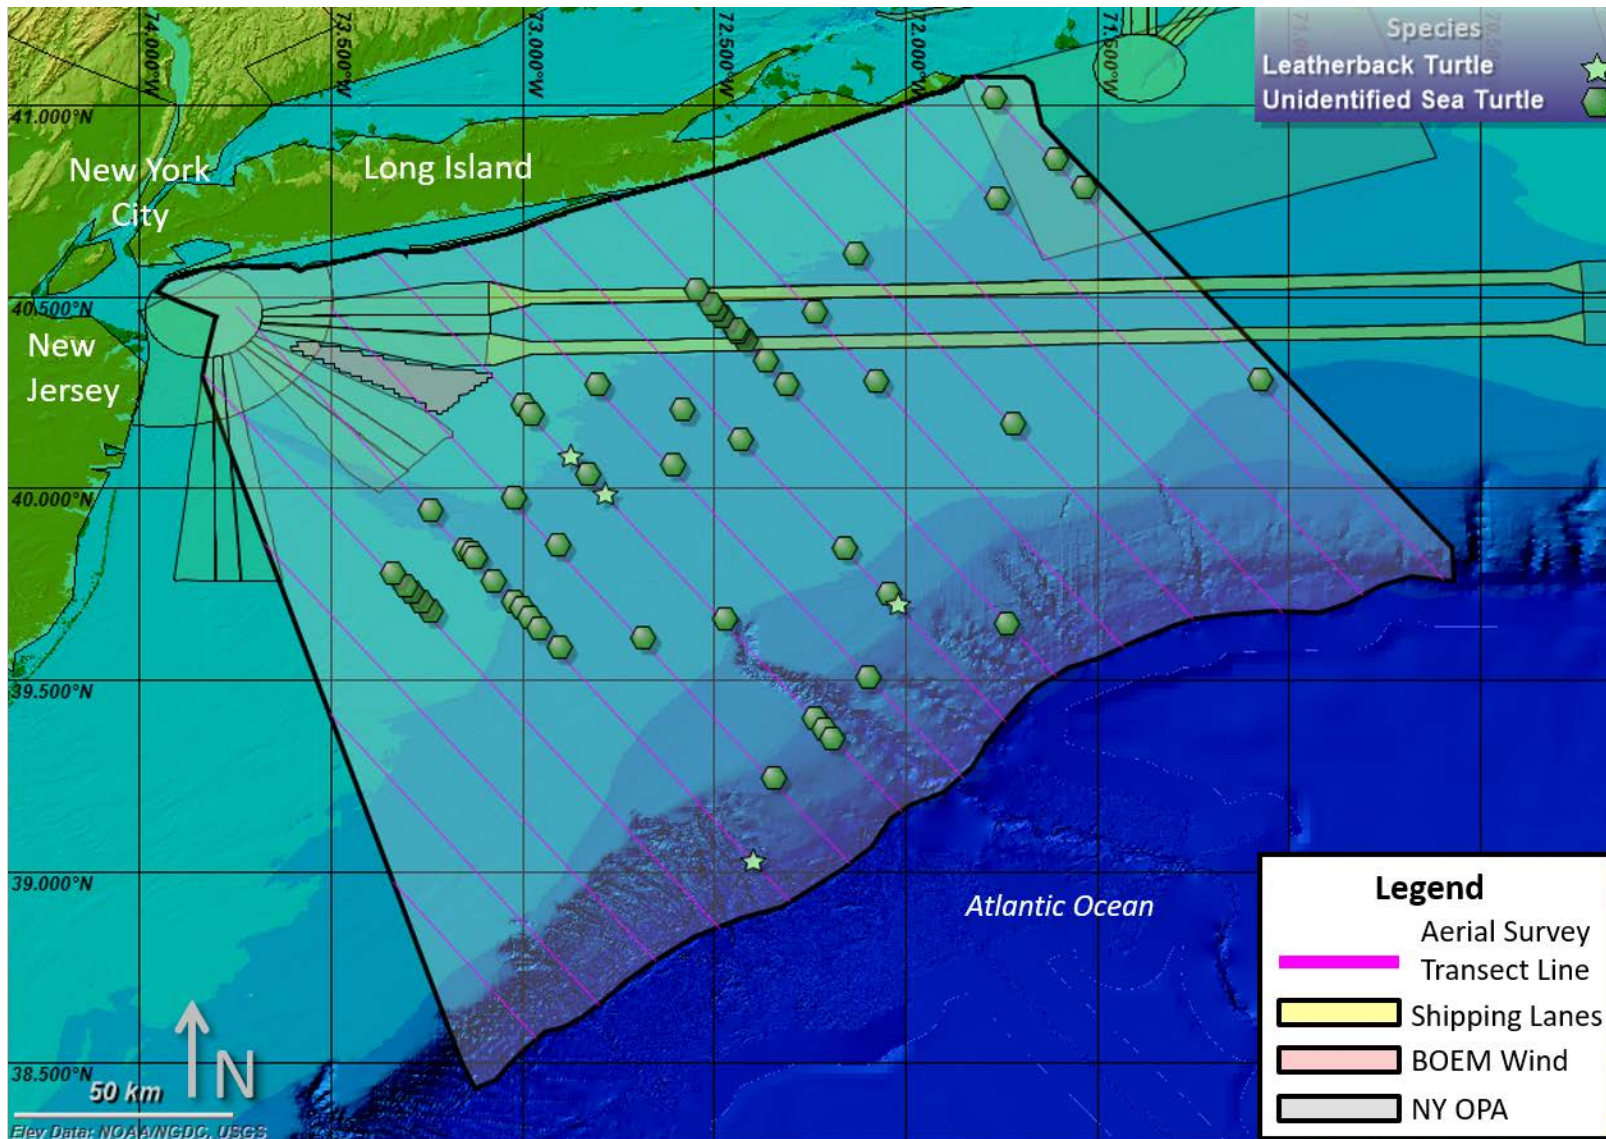 74.000°W
73.500°W
73.000°W
72.500°W
72.000°W
71.500°W
71.000°W
Species
Leatherback Turtle
Unidentified Sea Turtle
41.000°N
New York
City
Long Island
40.500°N
New
Jersey
40.000°N
39.500°N
39.000°N
Atlantic Ocean
38.500°N
N
50 km
Elev Data: NOAA/NGDC, USGS
Legend
Aerial Survey
Transect Line
Shipping Lanes
BOEM Wind
NY OPA